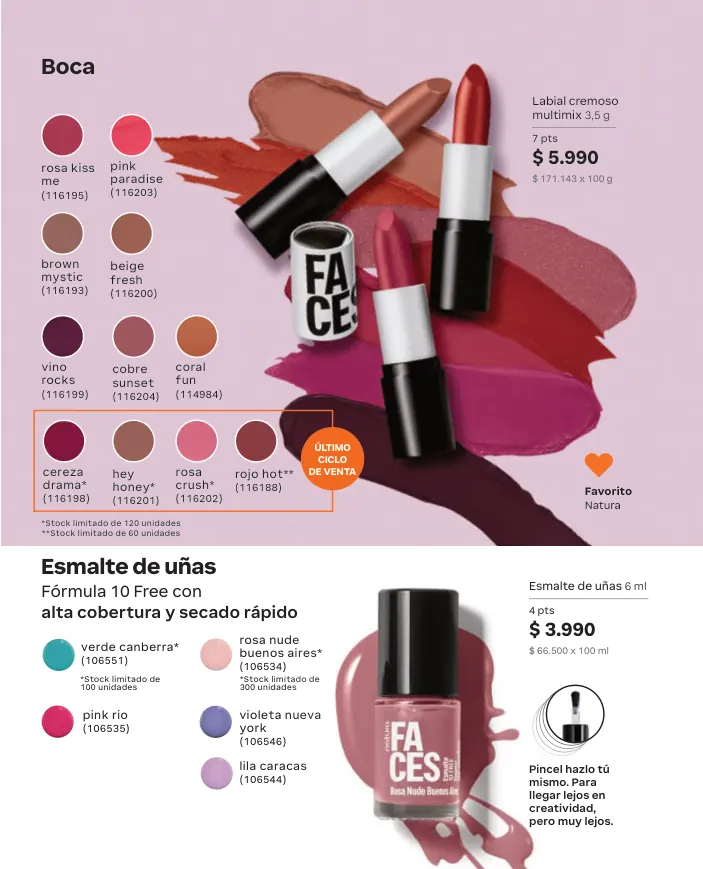 Boca
rosa kiss
me
(116195)
pink
paradise
(116203)
brown
mystic
(116193)
beige
fresh
(116200)
vino
rocks
(116199)
cobre
sunset
(116204)
coral
fun
(114984)
cereza
drama*
(116198)
hey
honey*
(116201)
rosa
crush*
(116202)
rojo hot**
(116188)
ÚLTIMO
CICLO
DE VENTA
*Stock limitado de 120 unidades
**Stock limitado de 60 unidades
Labial cremoso
multimix 3,5 g
7 pts
$ 5.990
$ 171.143 x 100 g
FA
CES
Favorito
Natura
Esmalte de uñas
Fórmula 10 Free con
alta cobertura y secado rápido
verde canberra*
(106551)
*Stock limitado de
100 unidades
rosa nude
buenos aires*
(106534)
*Stock limitado de
300 unidades
pink rio
(106535)
violeta nueva
york
(106546)
lila caracas
(106544)
natura
FA
CES
Esmalte
Rosa Nude Buenos Aires
Esmalte de uñas 6 ml
4 pts
$ 3.990
$ 66.500 x 100 ml
Pincel hazlo tú
mismo. Para
llegar lejos en
creatividad,
pero muy lejos.